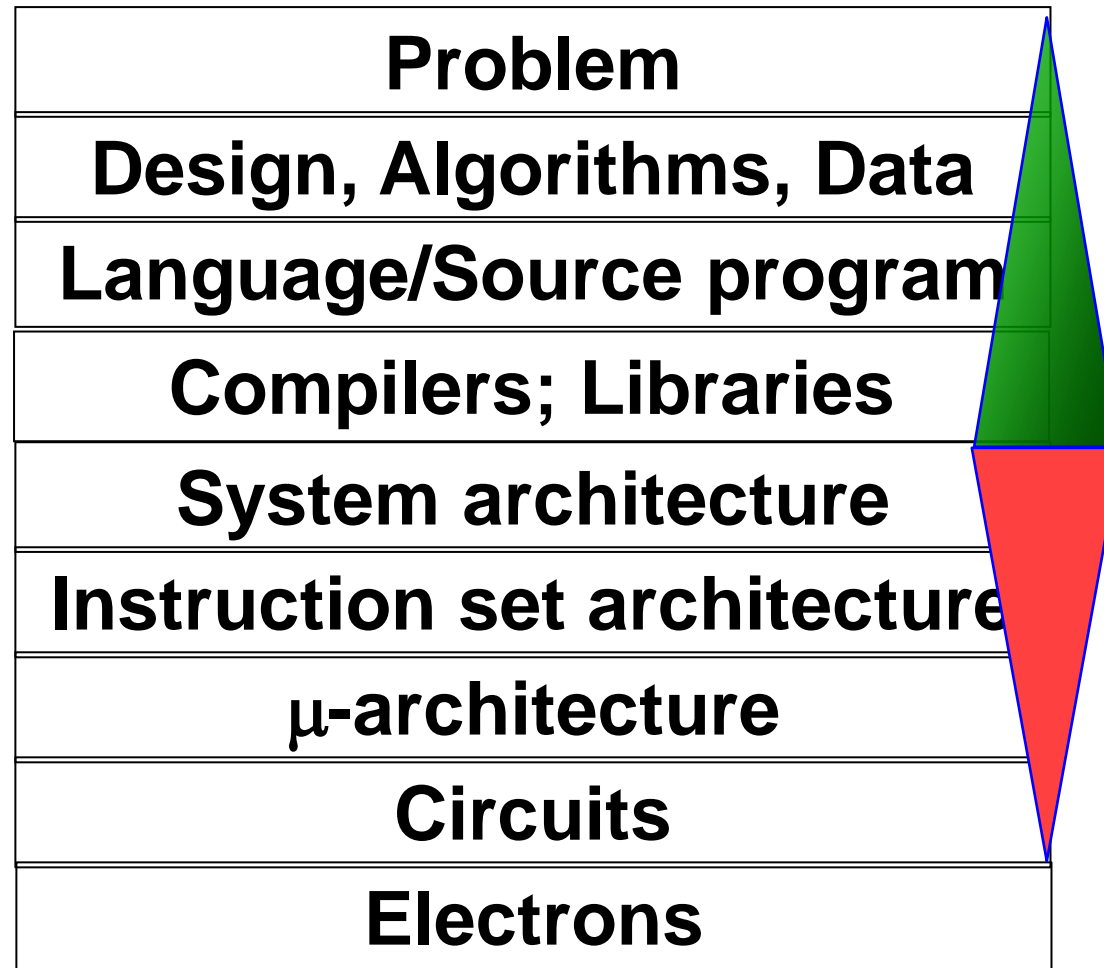 Problem
Design, Algorithms, Data
Language/Source program
Compilers; Libraries
System architecture
Instruction set architecture
μ-architecture
Circuits
Electrons